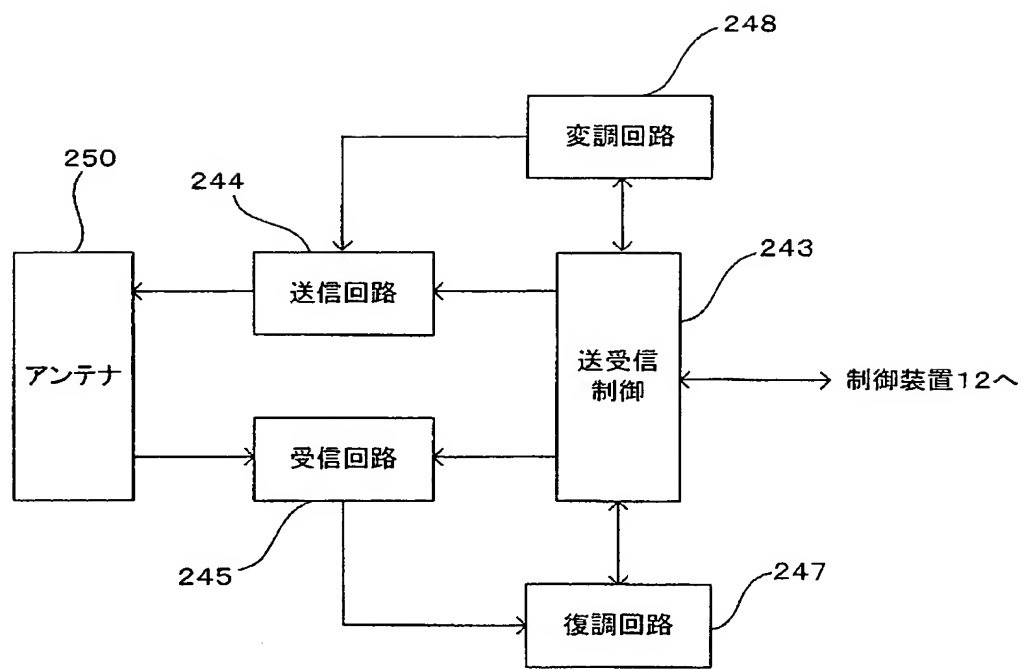 248
変調回路
250
244
243
送信回路
アンテナ
送受信
制御
制御装置12へ
受信回路
245
247
復調回路